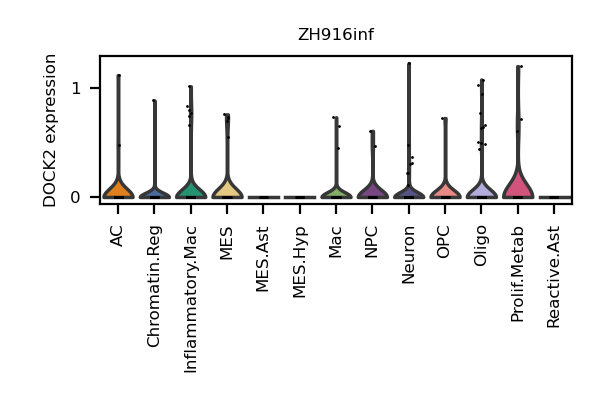 ZH916inf
DOCK2 expression
1
0
AC
Chromatin.Reg
Inflammatory.Mac
MES
MES.Ast
MES.Hyp
Mac
NPC
Neuron
OPC
Oligo
Prolif.Metab
Reactive.Ast